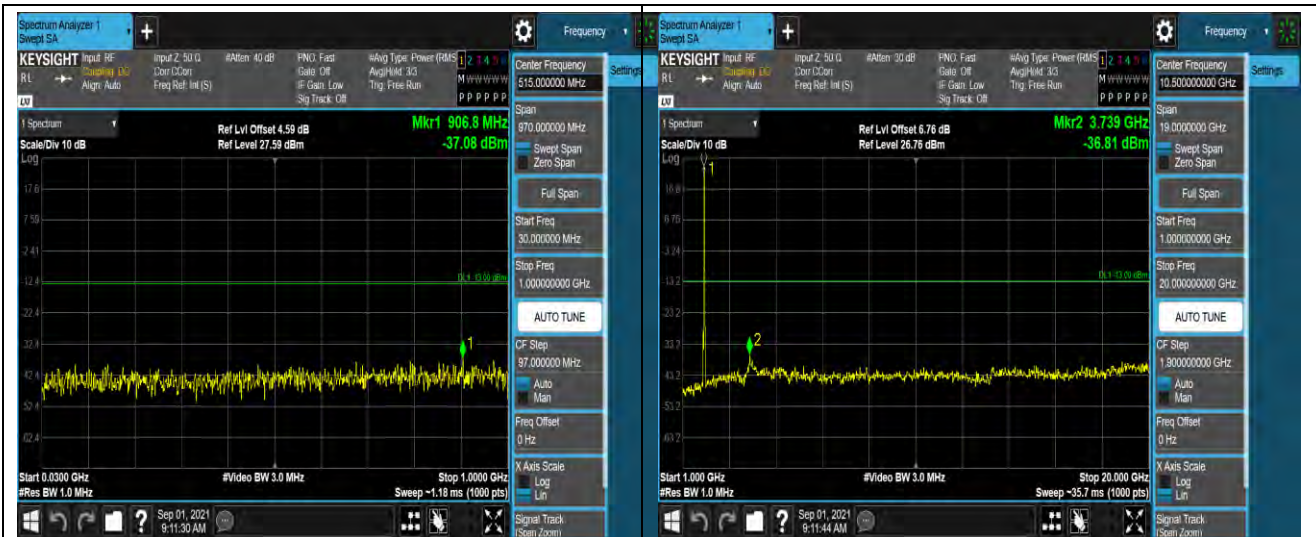 Spectrum Analyzer 1
Swept SA
+
Frequency
KEYSIGHT Input: RF
RL
Coupling: DC
Align: Auto
Input Z: 50 Ω
Corr CCorr
Freq Ref: Int (S)
#Atten: 40 dB
PNO: Fast
Gate: Off
IF Gain: Low
Sig Track: Off
#Avg Type: Power (RMS
Avg|Hold: 3/3
Trig: Free Run
1 2 3 4 5 6
M W W W W W
P P P P P P
LXI
Center Frequency
515.000000 MHz
Settings
Span
970.000000 MHz
Swept Span
Zero Span
Full Span
Start Freq
30.000000 MHz
Stop Freq
1.000000000 GHz
AUTO TUNE
CF Step
97.000000 MHz
Auto
Man
Freq Offset
0 Hz
X Axis Scale
Log
Lin
Signal Track
(Span Zoom)
1 Spectrum
Scale/Div 10 dB
Ref Lvl Offset 4.59 dB
Ref Level 27.59 dBm
Mkr1 906.8 MHz
-37.08 dBm
Log
17.6
7.59
-2.41
-12.4
DL1 -13.00 dBm
-22.4
-32.4
1
-42.4
-52.4
-62.4
Start 0.0300 GHz
#Res BW 1.0 MHz
#Video BW 3.0 MHz
Stop 1.0000 GHz
Sweep ~1.18 ms (1000 pts)
?
Sep 01, 2021
9:11:30 AM
Spectrum Analyzer 1
Swept SA
+
Frequency
KEYSIGHT Input: RF
RL
Coupling: DC
Align: Auto
Input Z: 50 Ω
Corr CCorr
Freq Ref: Int (S)
#Atten: 30 dB
PNO: Fast
Gate: Off
IF Gain: Low
Sig Track: Off
#Avg Type: Power (RMS
Avg|Hold: 3/3
Trig: Free Run
1 2 3 4 5 6
M W W W W W
P P P P P P
LXI
Center Frequency
10.500000000 GHz
Settings
Span
19.0000000 GHz
Swept Span
Zero Span
Full Span
Start Freq
1.000000000 GHz
Stop Freq
20.000000000 GHz
AUTO TUNE
CF Step
1.900000000 GHz
Auto
Man
Freq Offset
0 Hz
X Axis Scale
Log
Lin
Signal Track
(Span Zoom)
1 Spectrum
Scale/Div 10 dB
Ref Lvl Offset 6.76 dB
Ref Level 26.76 dBm
Mkr2 3.739 GHz
-36.81 dBm
Log
1
16.8
6.76
-3.24
-13.2
DL1 -13.00 dBm
-23.2
-33.2
2
-43.2
-53.2
-63.2
Start 1.000 GHz
#Res BW 1.0 MHz
#Video BW 3.0 MHz
Stop 20.000 GHz
Sweep ~35.7 ms (1000 pts)
?
Sep 01, 2021
9:11:44 AM